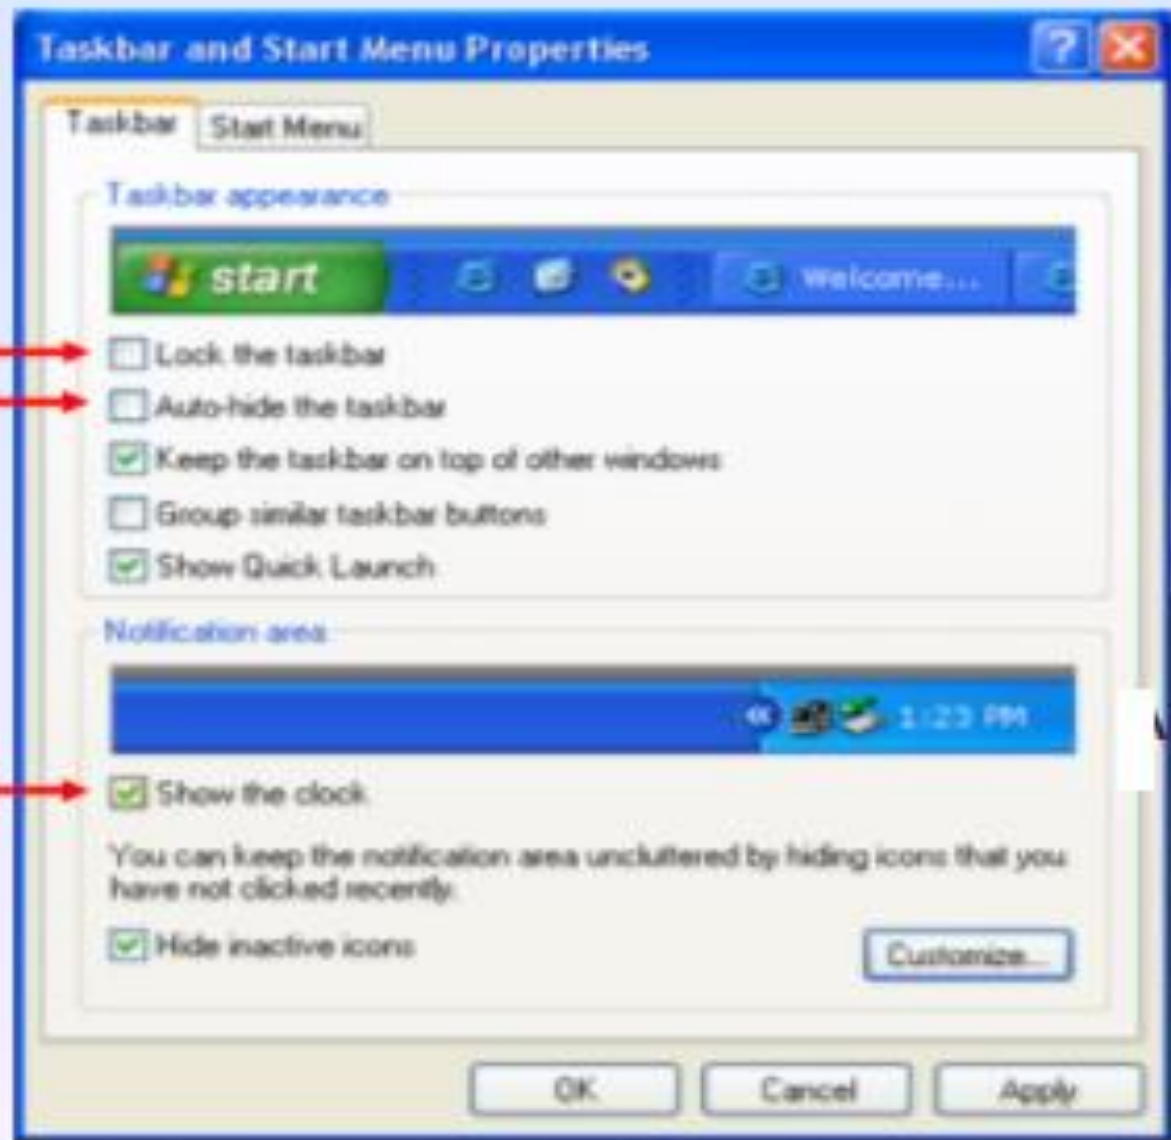 Taskbar and Start Menu Properties
Taskbar Start Menu
Taskbar appearance
start Welcome...
Lock the taskbar
Auto-hide the taskbar
Keep the taskbar on top of other windows
Group similar taskbar buttons
Show Quick Launch
Notification area
1:23 PM
Show the clock
You can keep the notification area uncluttered by hiding icons that you
have not clicked recently.
Hide inactive icons
Customize...
OK Cancel Apply